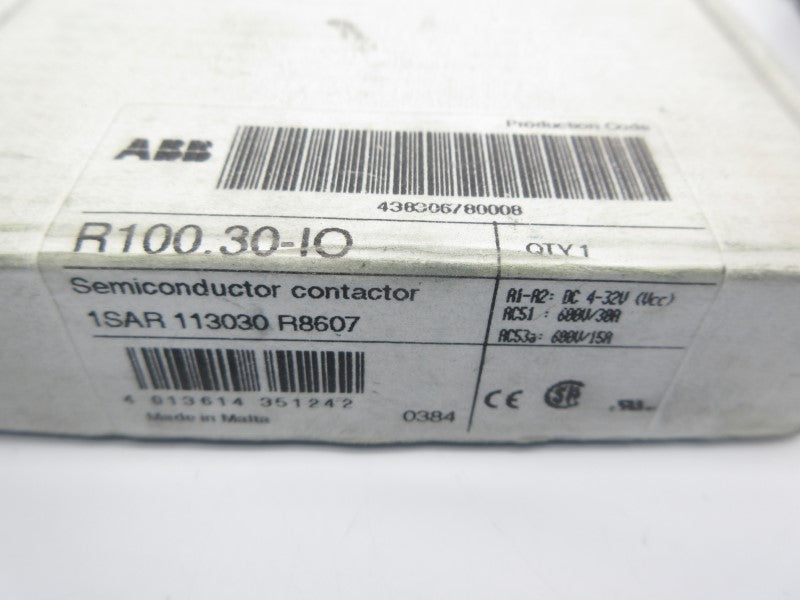 Production Code
ABB
438306780008
R100.30-IO
QTY 1
Semiconductor contactor
1SAR 113030 R8607
A1-A2: DC 4-32V (Vcc)
AC51 : 600V/30A
AC53a: 600V/15A
4 013614 351242
Made in Malta
0384
CE